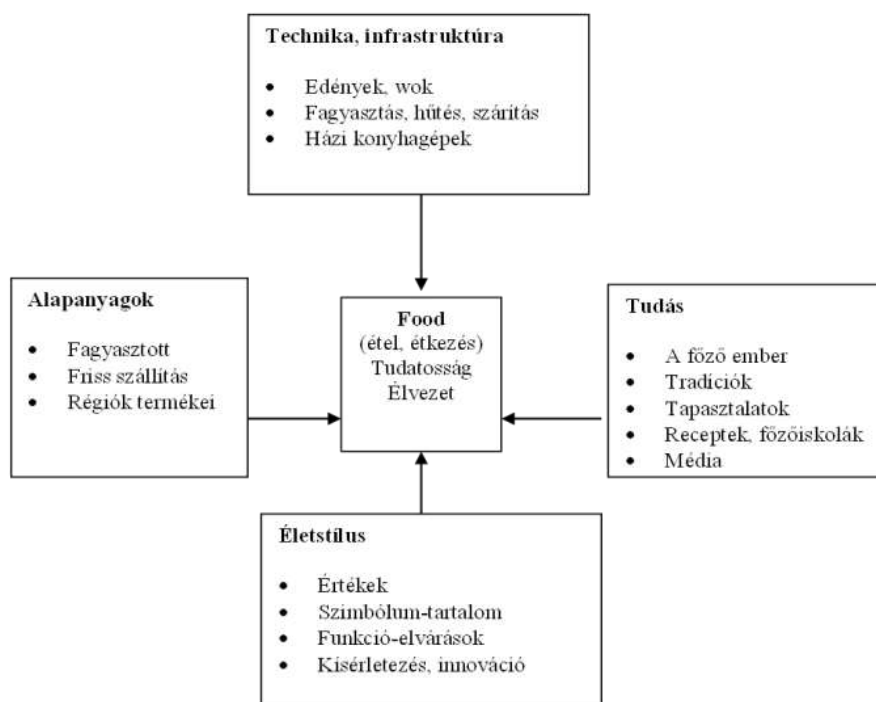 Technika, infrastruktúra
• Edények, wok
• Fagyasztás, hűtés, szárítás
• Házi konyhagépek
Alapanyagok
• Fagyasztott
• Friss szállítás
• Régiók termékei
Food
(étel, étkezés)
Tudatosság
Élvezet
Tudás
• A főző ember
• Tradíciók
• Tapasztalatok
• Receptek, főzőiskolák
• Média
Életstílus
• Értékek
• Szimbólum-tartalom
• Funkció-elvárások
• Kísérletezés, innováció